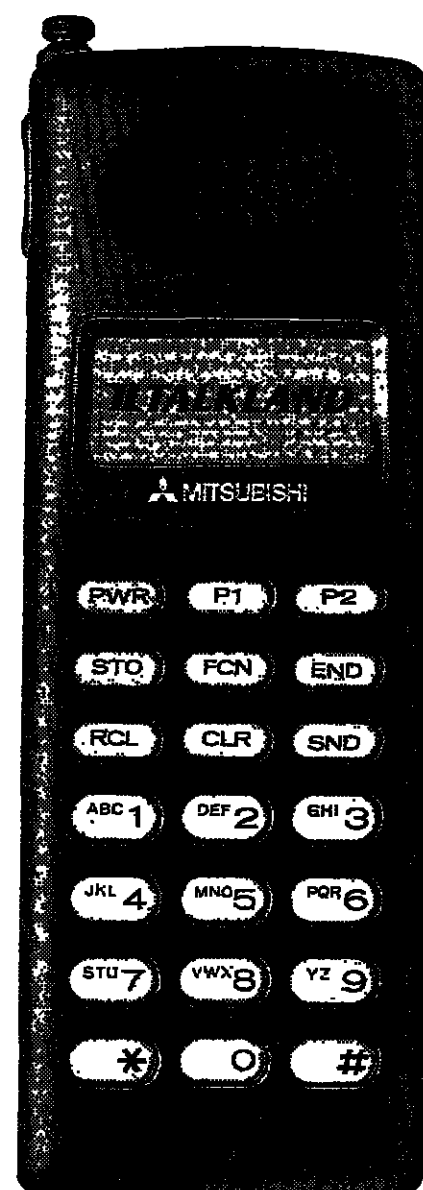 MITSUBISHI
PWR P1 P2
STO FCN END
RCL CLR SND
ABC 1 DEF 2 GHI 3
JKL 4 MNO 5 PQR 6
STU 7 VWX 8 YZ 9
* 0 #